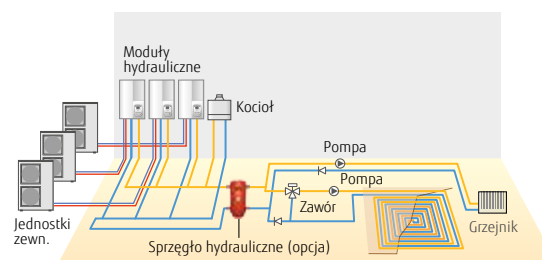 Moduły
hydrauliczne
Kocioł
Pompa
Pompa
Zawór
Grzejnik
Jednostki
zewn.
Sprzęgło hydrauliczne (opcja)